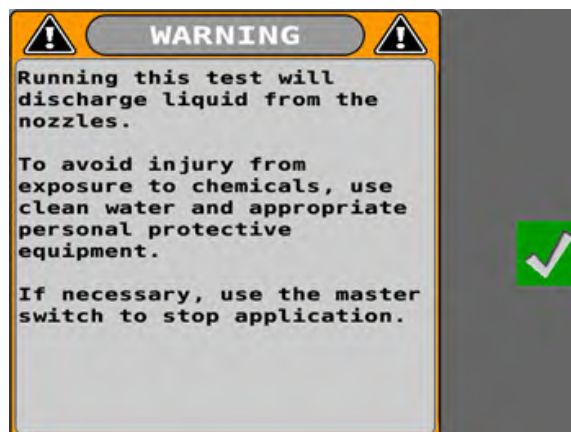 WARNING
Running this test will
discharge liquid from the
nozzles.
To avoid injury from
exposure to chemicals, use
clean water and appropriate
personal protective
equipment.
If necessary, use the master
switch to stop application.